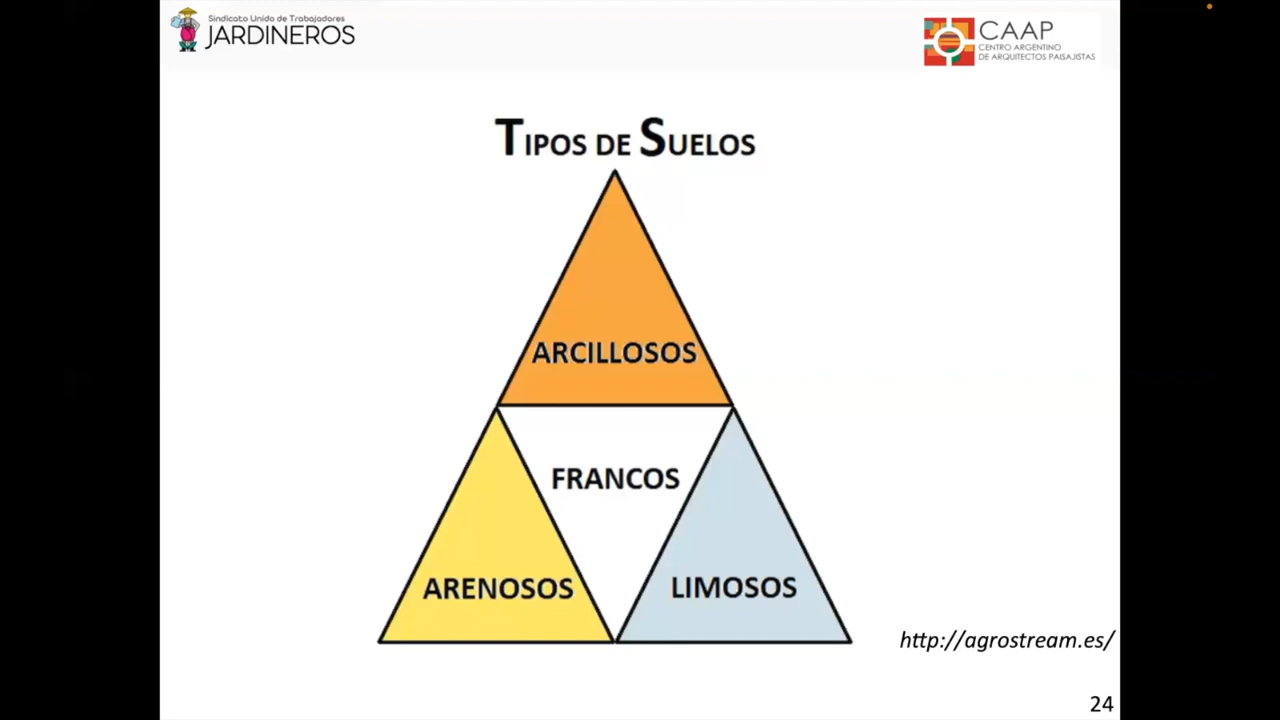 Sindicato Unido de Trabajadores
JARDINEROS
CAAP
CENTRO ARGENTINO
DE ARQUITECTOS PAISAJISTAS
TIPOS DE SUELOS
ARCILLOSOS
FRANCOS
ARENOSOS
LIMOSOS
http://agrostream.es/
24